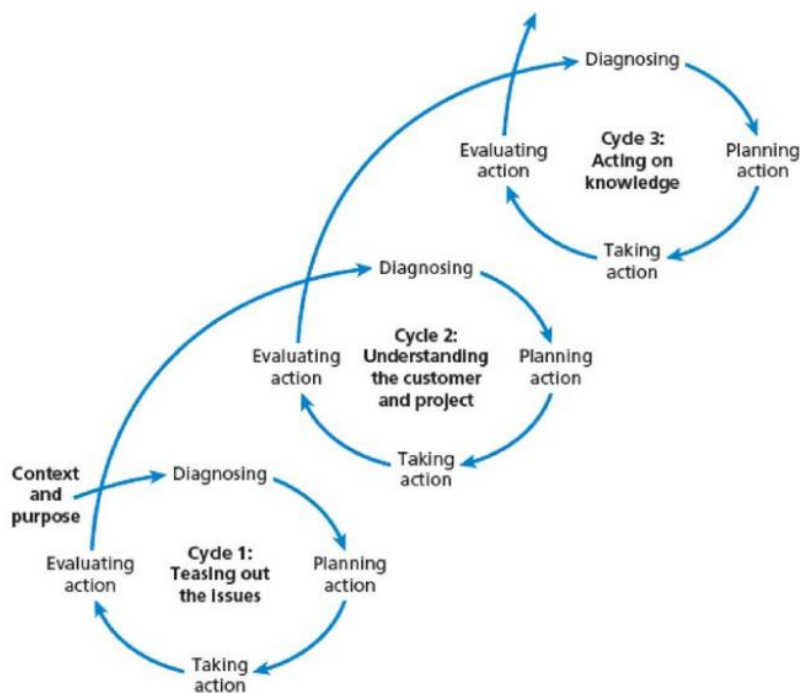 Diagnosing
Cycle 3:
Acting on
knowledge
Evaluating
action
Planning
action
Taking
action
Diagnosing
Cycle 2:
Understanding
the customer
and project
Evaluating
action
Planning
action
Taking
action
Context
and
purpose
Diagnosing
Cycle 1:
Teasing out
the issues
Evaluating
action
Planning
action
Taking
action